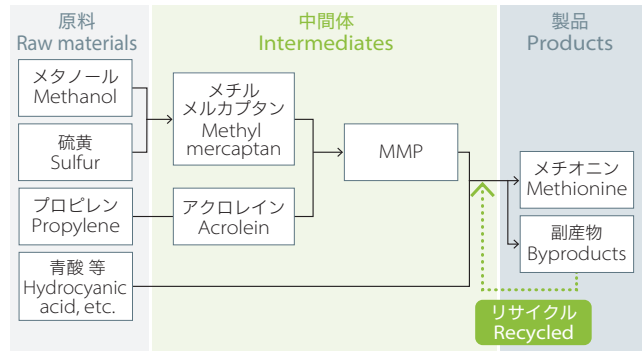 原料
Raw materials
中間体
Intermediates
製品
Products
メタノール
Methanol
硫黄
Sulfur
プロピレン
Propylene
青酸 等
Hydrocyanic
acid, etc.
メチル
メルカプタン
Methyl
mercaptan
アクロレイン
Acrolein
MMP
メチオニン
Methionine
副産物
Byproducts
リサイクル
Recycled